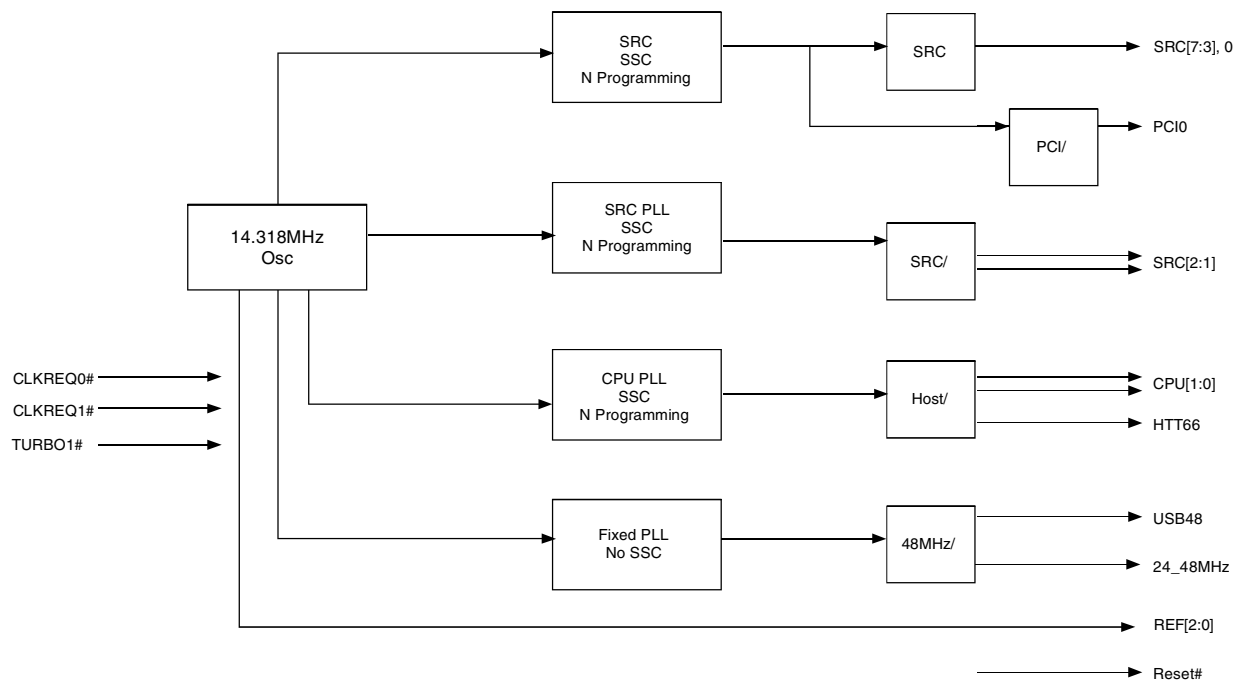 SRC
SSC
N Programming
SRC
SRC[7:3], 0
PCI/
PCI0
14.318MHz
Osc
SRC PLL
SSC
N Programming
SRC/
SRC[2:1]
CLKREQ0#
CLKREQ1#
TURBO1#
CPU PLL
SSC
N Programming
Host/
CPU[1:0]
HTT66
Fixed PLL
No SSC
48MHz/
USB48
24_48MHz
REF[2:0]
Reset#